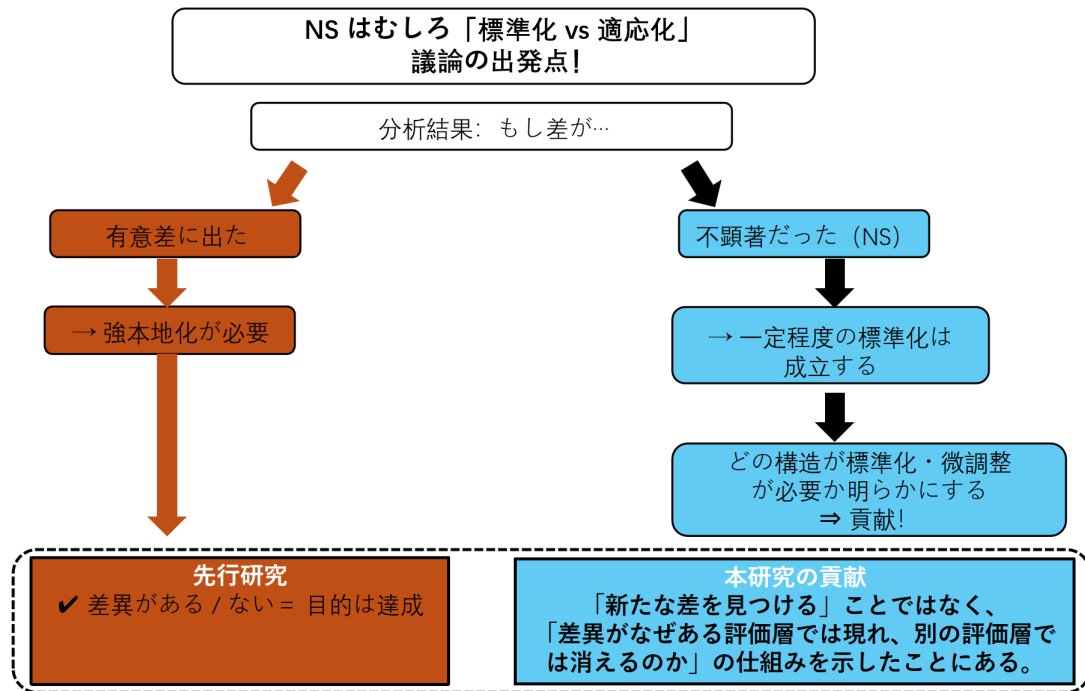 NS はむしろ「標準化 vs 適応化」
議論の出発点！
分析結果： もし差が…
有意差に出た
不顕著だった（NS）
→ 強本地化が必要
→ 一定程度の標準化は
成立する
どの構造が標準化・微調整
が必要か明らかにする
⇒ 貢献！
先行研究
✔ 差異がある / ない＝ 目的は達成
本研究の貢献
「新たな差を見つける」ことではなく、
「差異がなぜある評価層では現れ、別の評価層で
は消えるのか」の仕組みを示したことにある。